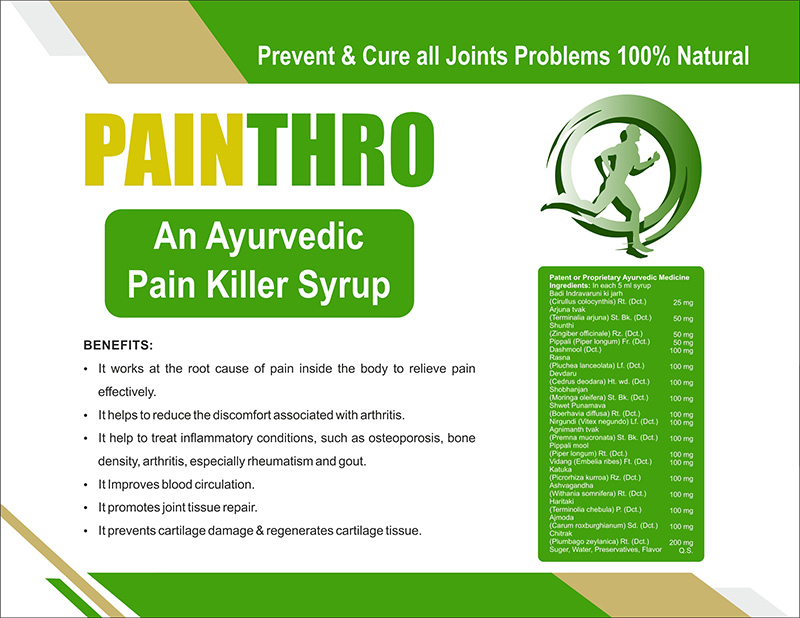 Prevent & Cure all Joints Problems 100% Natural
PAINTHRO
An Ayurvedic
Pain Killer Syrup
BENEFITS:
• It works at the root cause of pain inside the body to relieve pain
effectively.
• It helps to reduce the discomfort associated with arthritis.
• It help to treat inflammatory conditions, such as osteoporosis, bone
density, arthritis, especially rheumatism and gout.
• It Improves blood circulation.
• It promotes joint tissue repair.
• It prevents cartilage damage & regenerates cartilage tissue.
Patent or Proprietary Ayurvedic Medicine
Ingredients: In each 5 ml syrup
Badi Indravaruni ki jarh
(Cirullus colocynthis) Rt. (Dct.) 25 mg
Arjuna tvak
(Terminalia arjuna) St. Bk. (Dct.) 50 mg
Shunthi
(Zingiber officinale) Rz. (Dct.) 50 mg
Pippali (Piper longum) Fr. (Dct.) 50 mg
Dashmool (Dct.) 100 mg
Rasna
(Pluchea lanceolata) Lf. (Dct.) 100 mg
Devdaru
(Cedrus deodara) Ht. wd. (Dct.) 100 mg
Shobhanjan
(Moringa oleifera) St. Bk. (Dct.) 100 mg
Shwet Punamava
(Boerhavia diffusa) Rt. (Dct.) 100 mg
Nirgundi (Vitex negundo) Lf. (Dct.) 100 mg
Agnimanth tvak
(Premna mucronata) St. Bk. (Dct.) 100 mg
Pippali mool
(Piper longum) Rt. (Dct.) 100 mg
Vidang (Embelia ribes) Ft. (Dct.) 100 mg
Katuka
(Picrorhiza kurroa) Rz. (Dct.) 100 mg
Ashvagandha
(Withania somnifera) Rt. (Dct.) 100 mg
Haritaki
(Terminolia chebula) P. (Dct.) 100 mg
Ajmoda
(Carum roxburghianum) Sd. (Dct.) 100 mg
Chitrak
(Plumbago zeylanica) Rt. (Dct.) 200 mg
Suger, Water, Preservatives, Flavor Q.S.